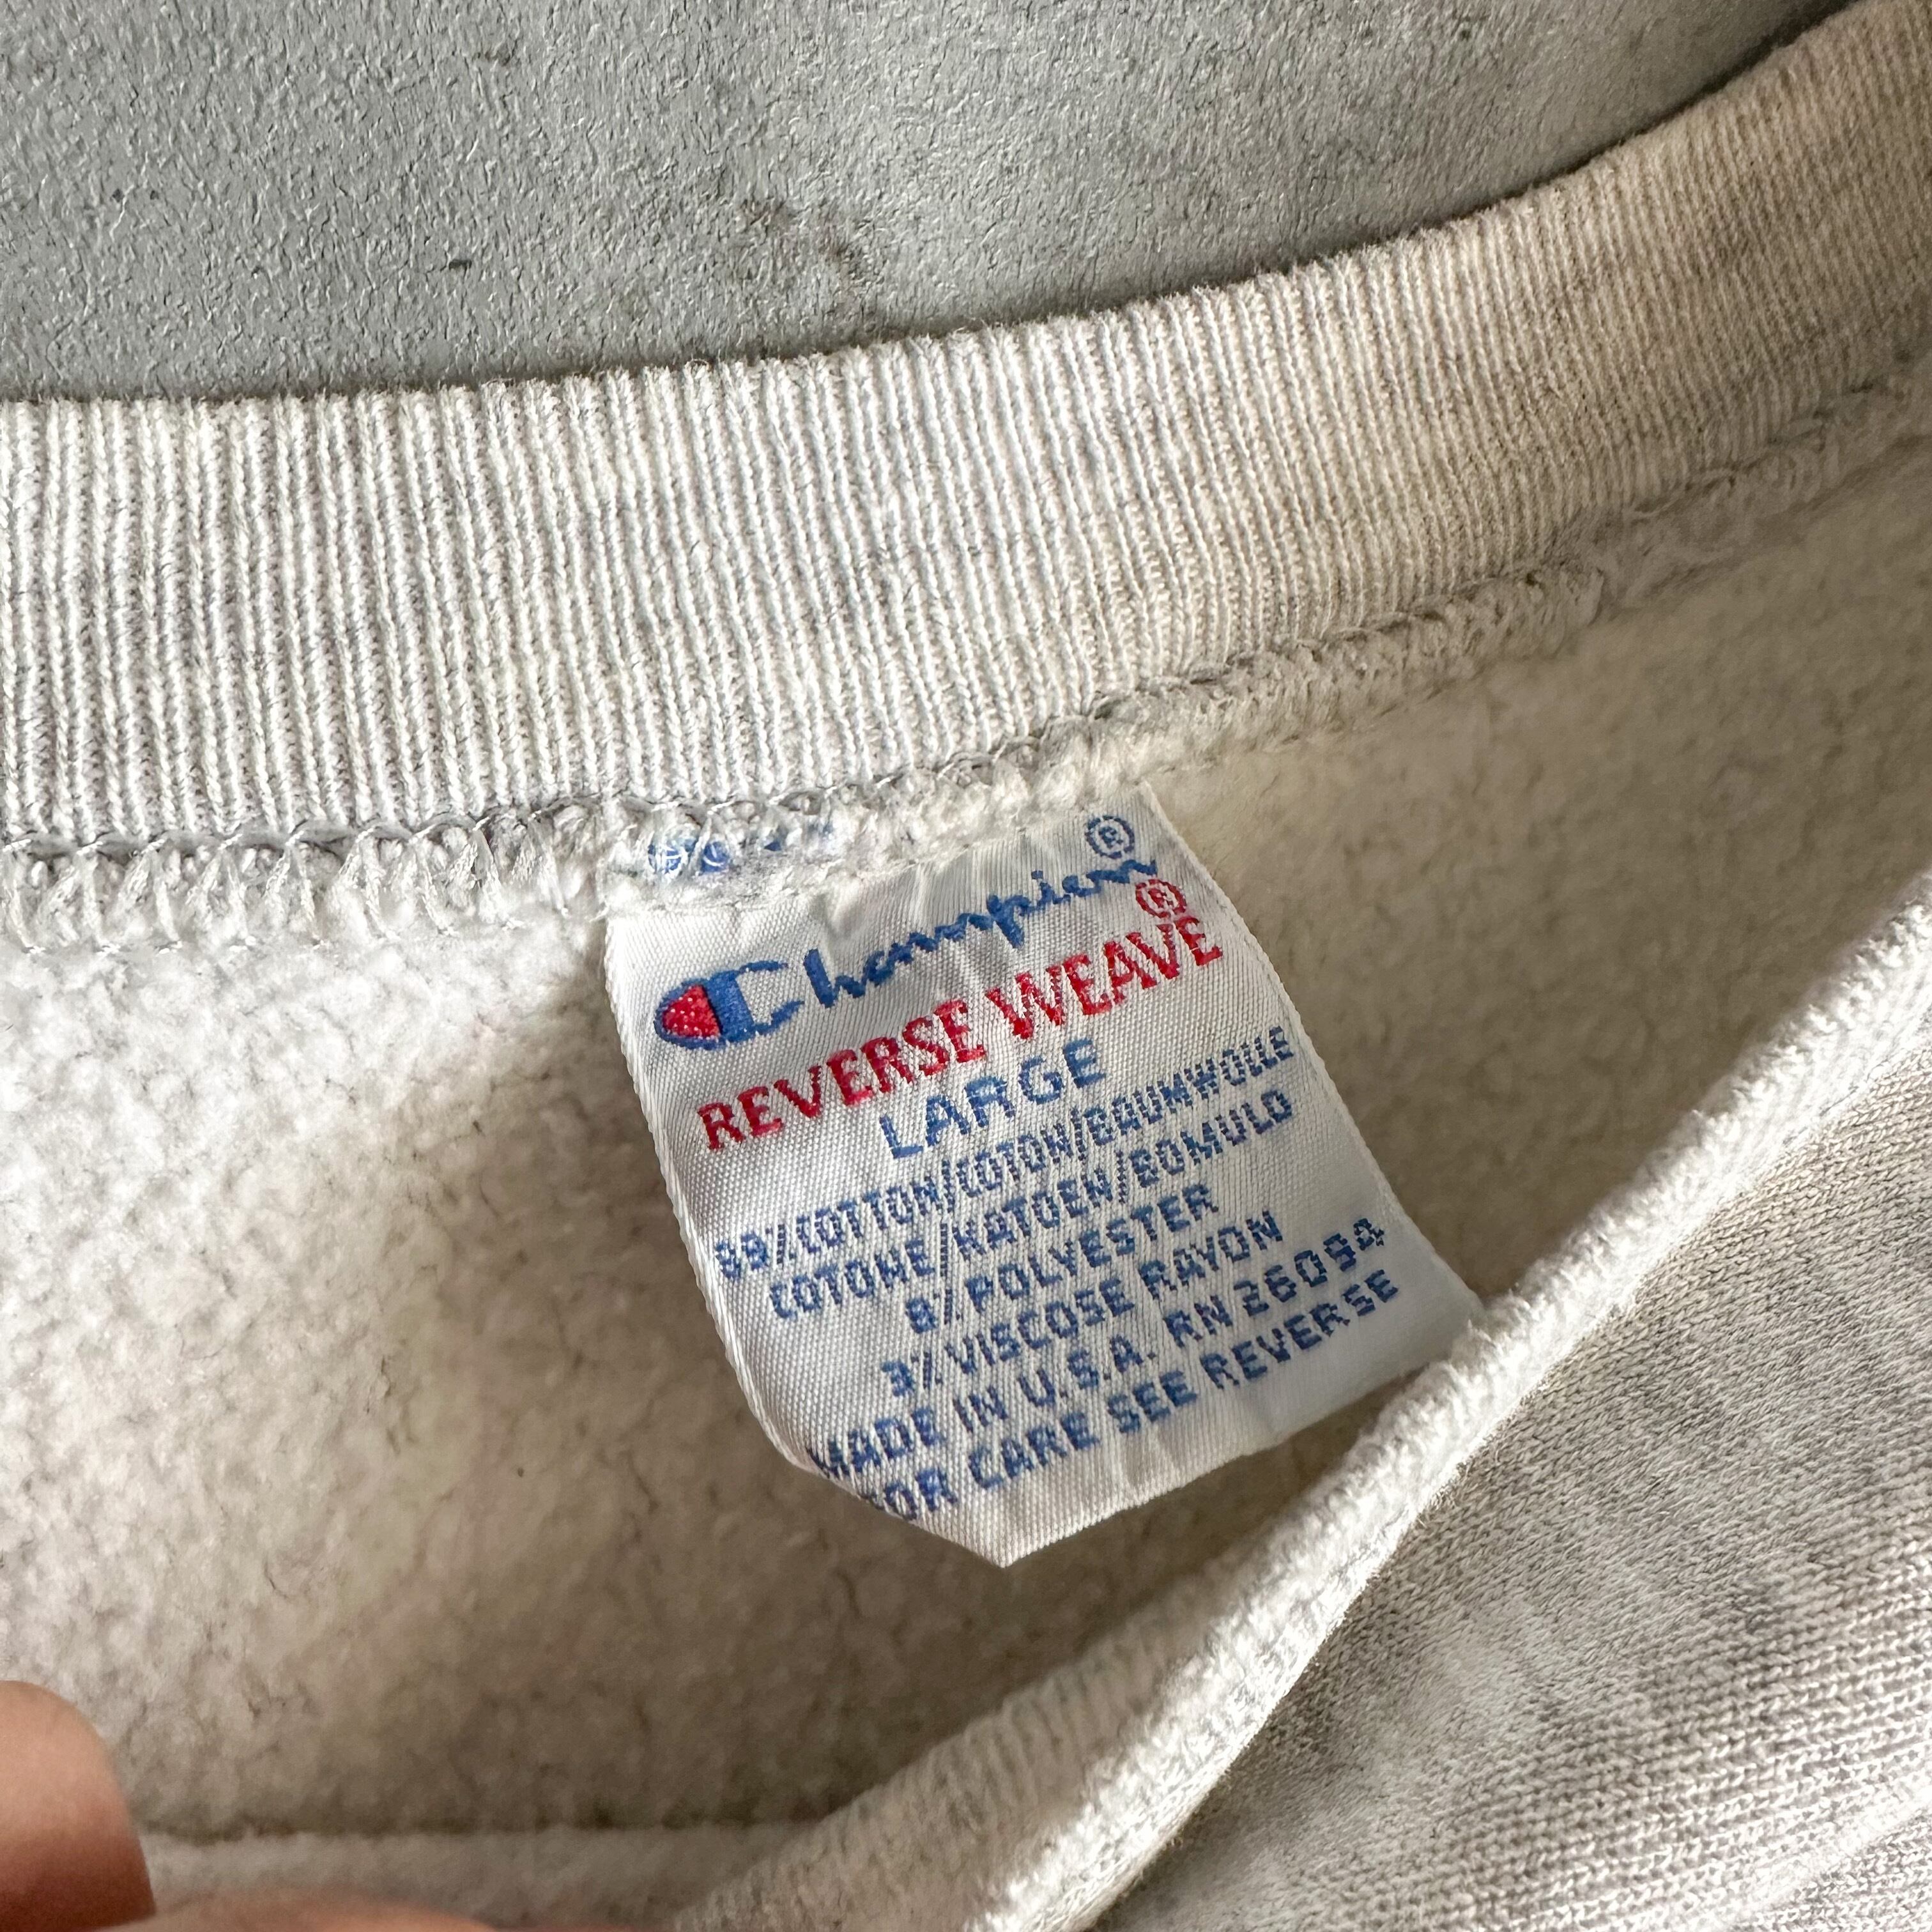 Champion®
REVERSE WEAVE®
LARGE
89%COTTON/COTON/BAUMWOLLE
COTONE/KATOEN/BOMULD
8%POLYESTER
3%VISCOSE RAYON
MADE IN U.S.A. RN 26094
FOR CARE SEE REVERSE